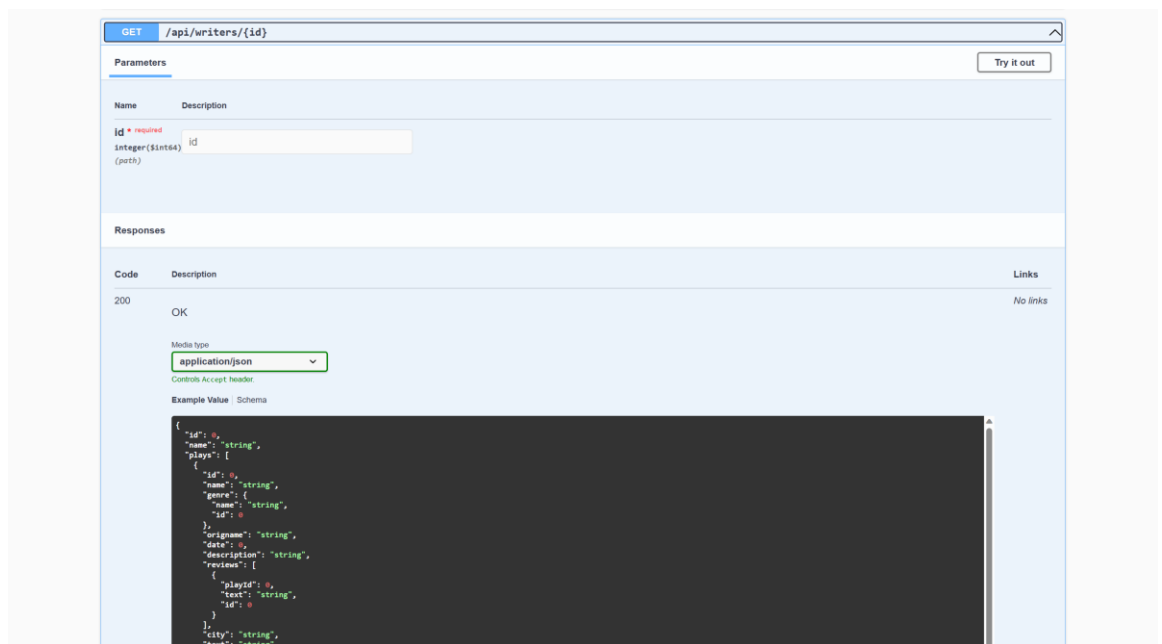 GET /api/writers/{id}
Parameters
Try it out
Name Description
id * required
integer($int64)
(path)
id
Responses
Code Description Links
200 OK No links
Media type
application/json
Controls Accept header.
Example Value Schema
{
"id": 0,
"name": "string",
"plays": [
{
"id": 0,
"name": "string",
"genre": {
"name": "string",
"id": 0
},
"origname": "string",
"date": 0,
"description": "string",
"reviews": [
{
"playId": 0,
"text": "string",
"id": 0
}
],
"city": "string",